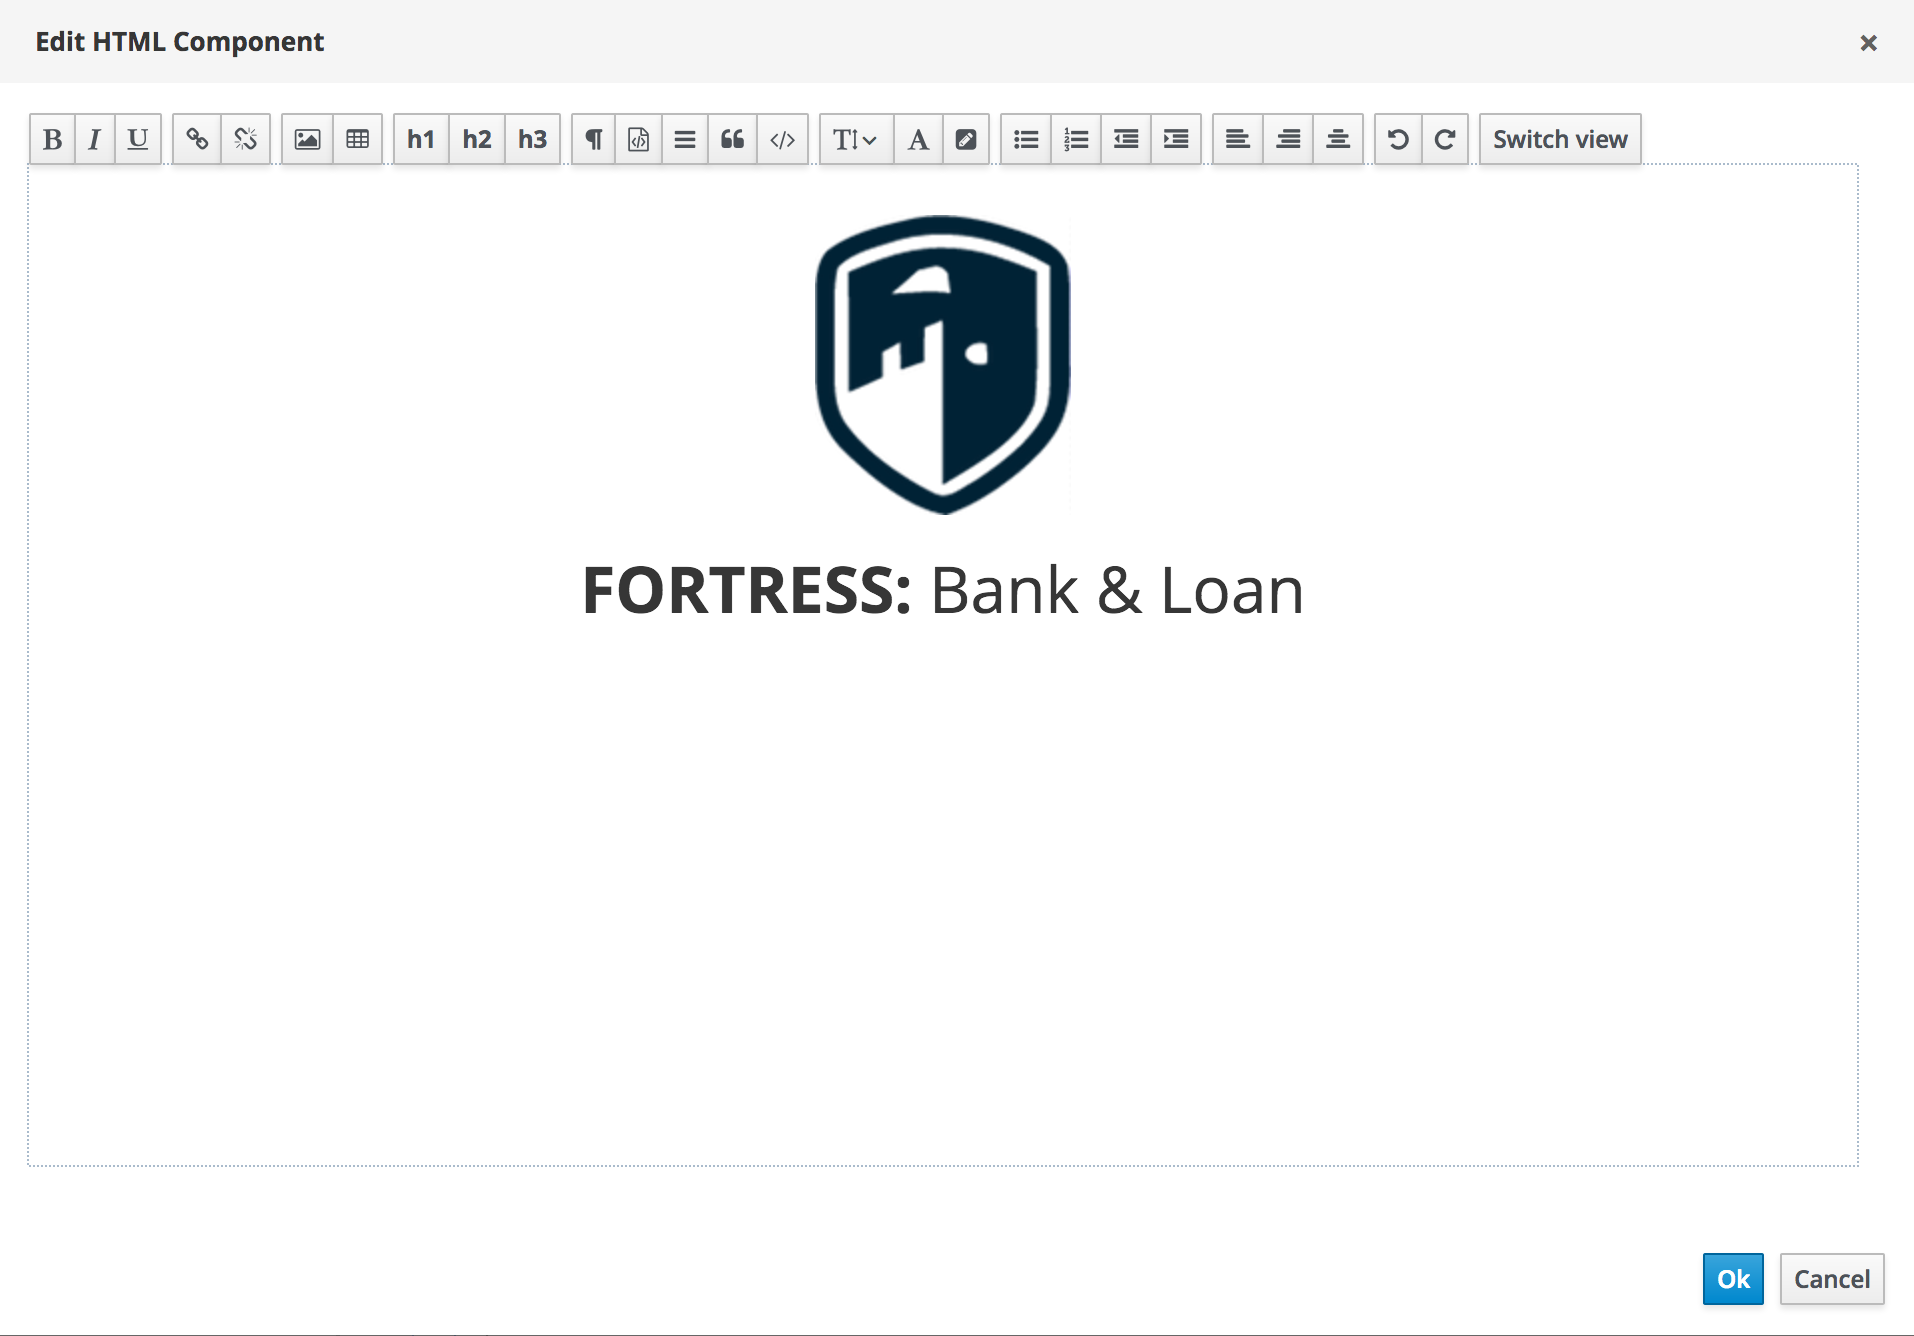 Edit HTML Component
B I U h1 h2 h3 T A Switch view
FORTRESS: Bank & Loan
Ok Cancel